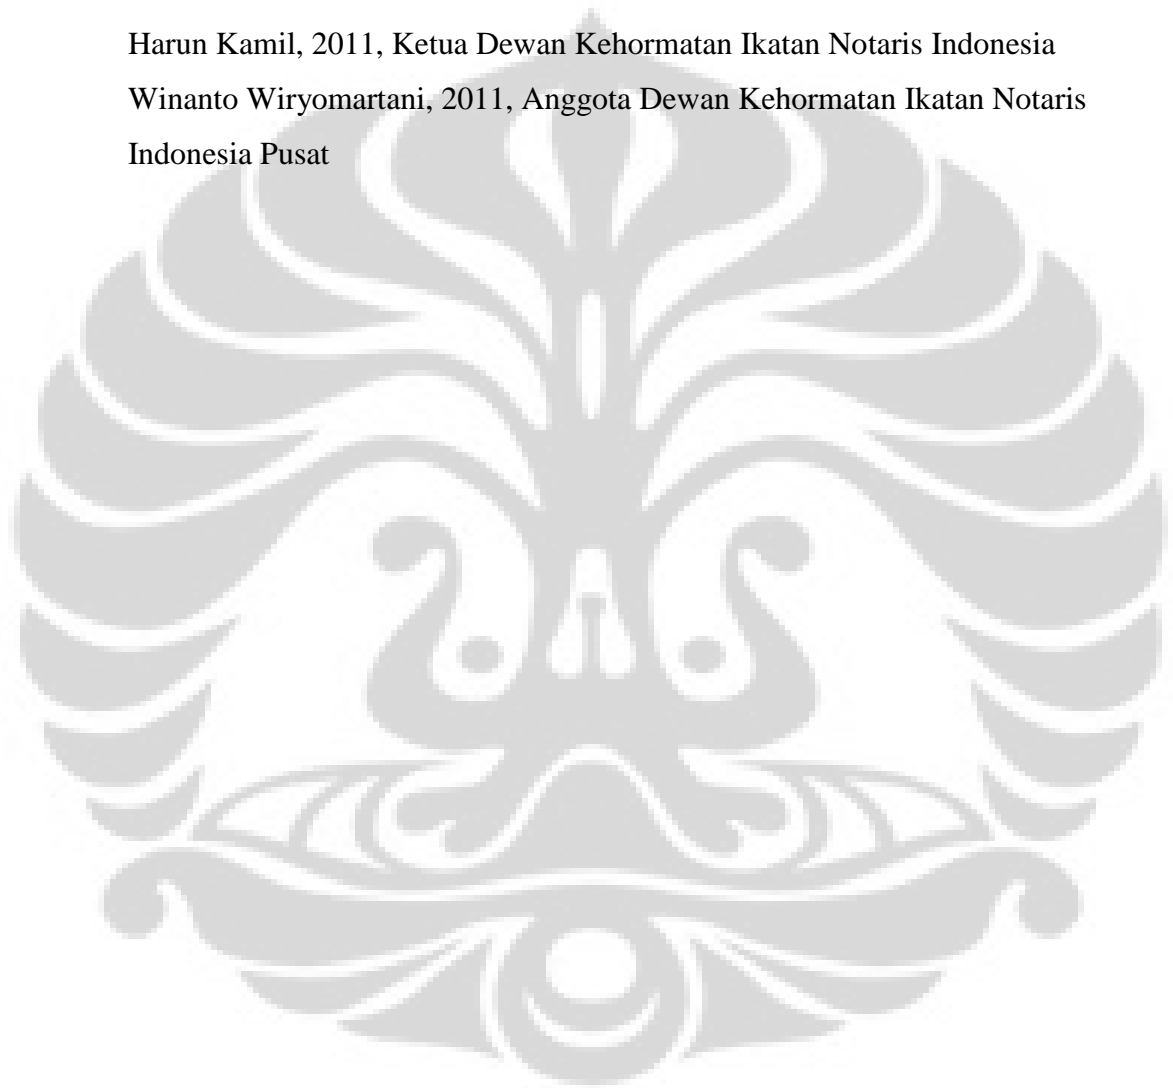 Harun Kamil, 2011, Ketua Dewan Kehormatan Ikatan Notaris Indonesia
Winanto Wiryomartani, 2011, Anggota Dewan Kehormatan Ikatan Notaris
Indonesia Pusat